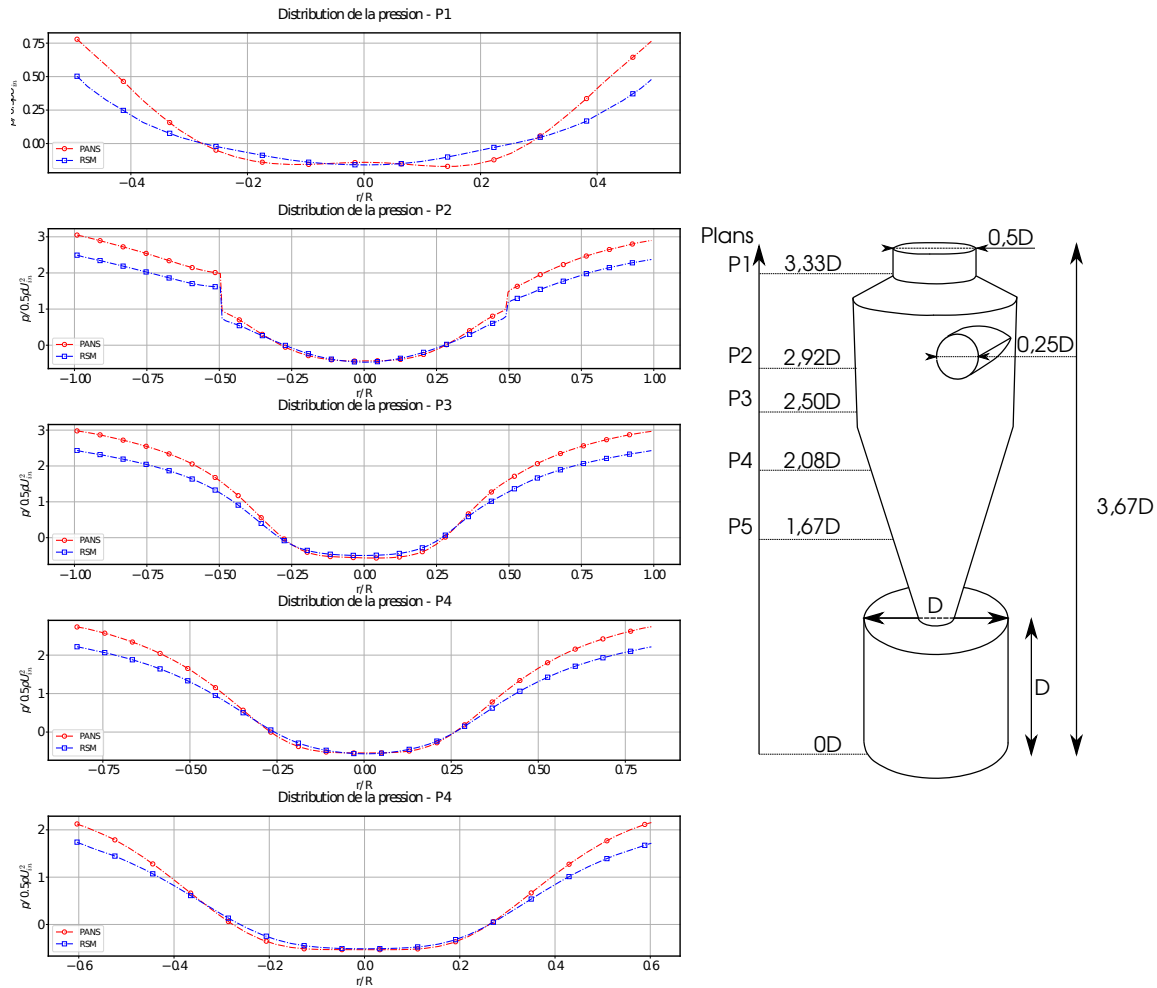 Distribution de la pression - P1
0.75
0.50
0.25
0.00
PANS
RSM
−0.4 −0.2 0.0 0.2 0.4
r/R
Distribution de la pression - P2
p/0.5ρU²in
3
2
1
0
PANS
RSM
−1.00 −0.75 −0.50 −0.25 0.00 0.25 0.50 0.75 1.00
r/R
Distribution de la pression - P3
p/0.5ρU²in
3
2
1
0
PANS
RSM
−1.00 −0.75 −0.50 −0.25 0.00 0.25 0.50 0.75 1.00
r/R
Distribution de la pression - P4
p/0.5ρU²in
2
1
0
PANS
RSM
−0.75 −0.50 −0.25 0.00 0.25 0.50 0.75
r/R
Distribution de la pression - P4
p/0.5ρU²in
2
1
0
PANS
RSM
−0.6 −0.4 −0.2 0.0 0.2 0.4 0.6
r/R
Plans
0,5D
P1 3,33D
P2 2,92D
0,25D
P3 2,50D
P4 2,08D
3,67D
P5 1,67D
D
D
0D